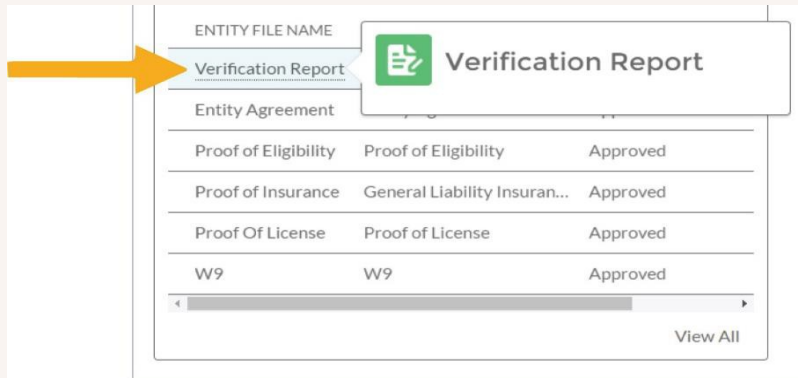 ENTITY FILE NAME
Verification Report
Verification Report
Entity Agreement
Proof of Eligibility Proof of Eligibility Approved
Proof of Insurance General Liability Insuran... Approved
Proof Of License Proof of License Approved
W9 W9 Approved
View All